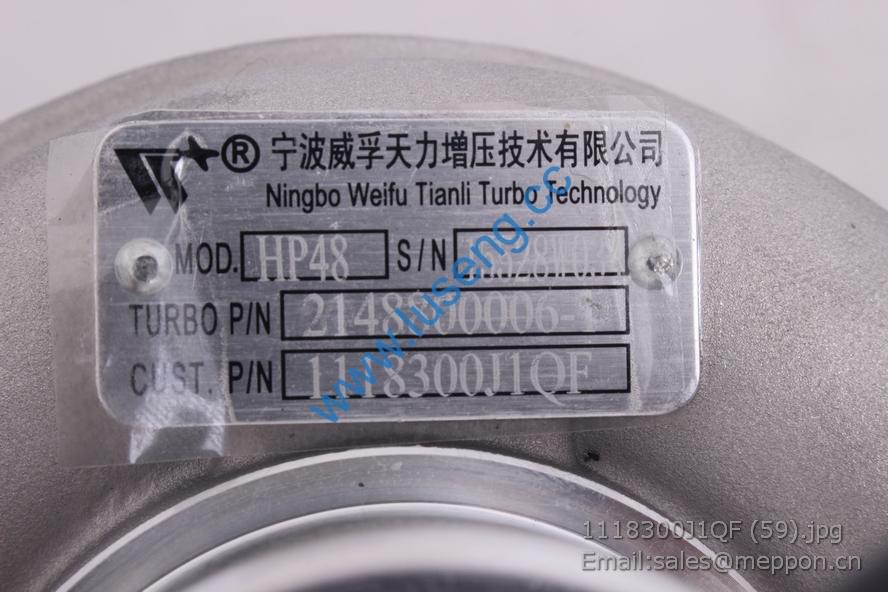 ® 宁波威孚天力增压技术有限公司
Ningbo Weifu Tianli Turbo Technology
MOD. HP48 S/N
TURBO P/N
CUST. P/N 1118300J1QF
www.luseng.cc
1118300J1QF (59).jpg
Email:sales@meppon.cn